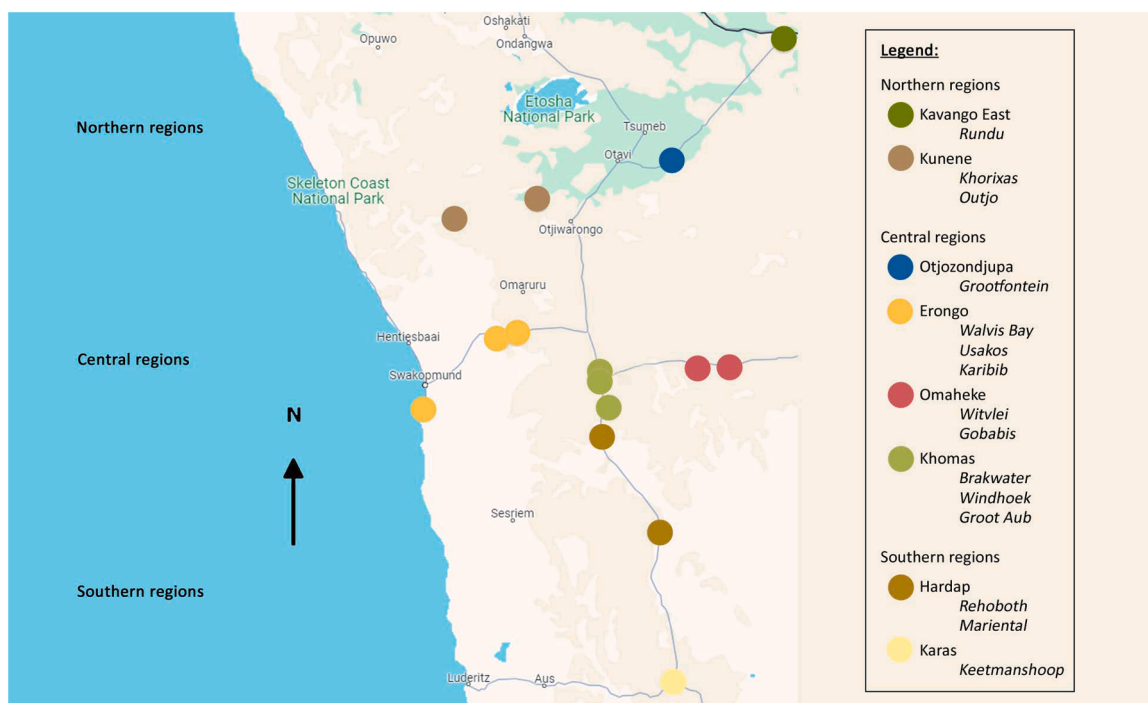 Oshakati
Opuwo
Ondangwa
Etosha
National Park
Tsumeb
Northern regions
Otavi
Skeleton Coast
National Park
Otjiwarongo
Omaruru
Hentiesbaai
Central regions
Swakopmund
N
Sesriem
Southern regions
Luderitz
Aus
Legend:
Northern regions
Kavango East
Rundu
Kunene
Khorixas
Outjo
Central regions
Otjozondjupa
Grootfontein
Erongo
Walvis Bay
Usakos
Karibib
Omaheke
Witvlei
Gobabis
Khomas
Brakwater
Windhoek
Groot Aub
Southern regions
Hardap
Rehoboth
Mariental
Karas
Keetmanshoop